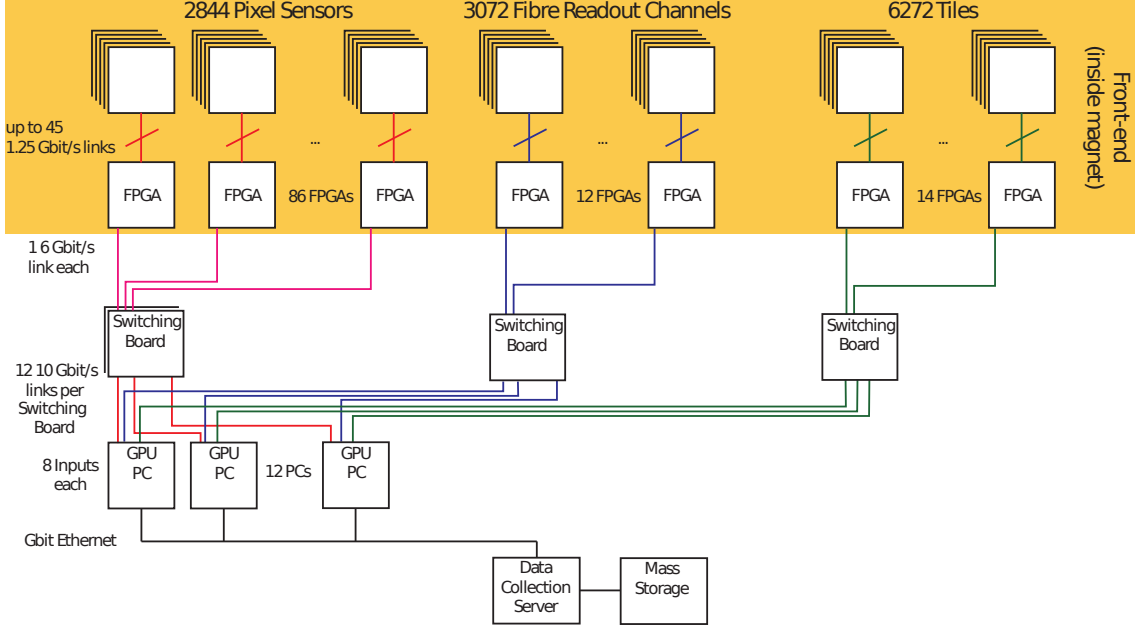 2844 Pixel Sensors
3072 Fibre Readout Channels
6272 Tiles
Front-end
(inside magnet)
up to 45
1.25 Gbit/s links
...
...
...
FPGA
FPGA
86 FPGAs
FPGA
FPGA
12 FPGAs
FPGA
FPGA
14 FPGAs
FPGA
1 6 Gbit/s
link each
Switching
Board
Switching
Board
Switching
Board
12 10 Gbit/s
links per
Switching
Board
8 Inputs
each
GPU
PC
GPU
PC
12 PCs
GPU
PC
Gbit Ethernet
Data
Collection
Server
Mass
Storage